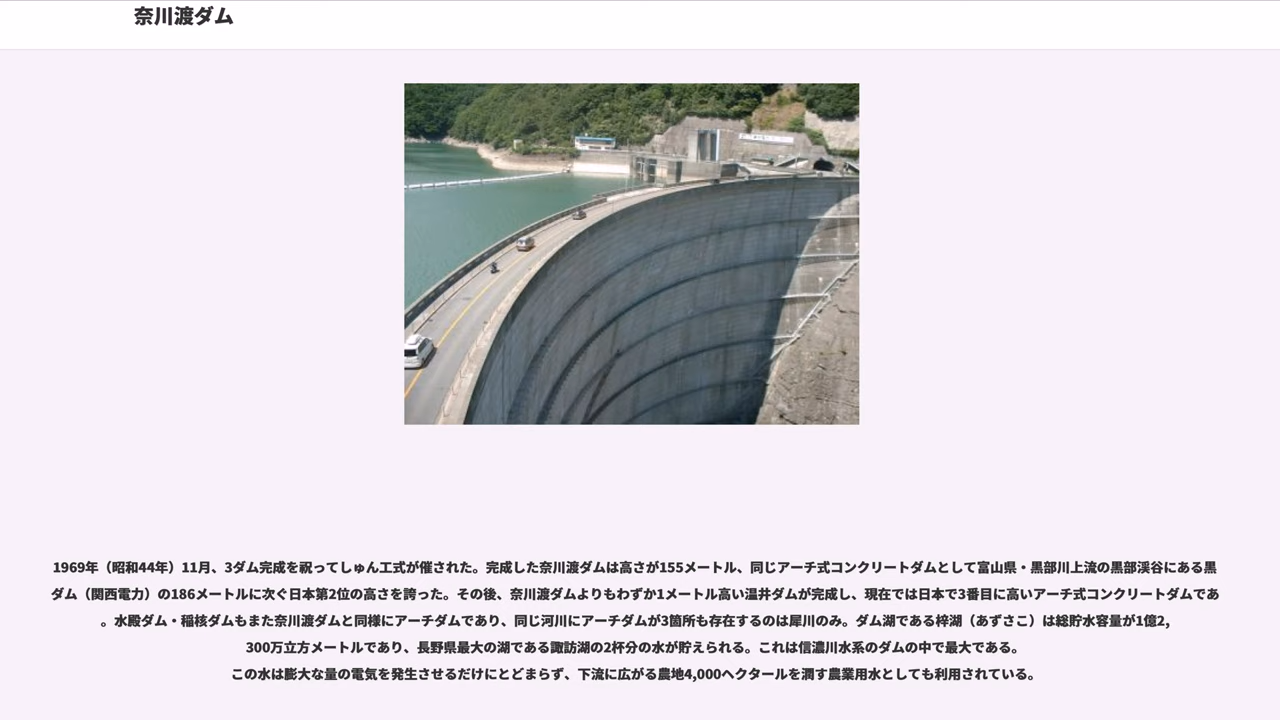 奈川渡ダム
1969年（昭和44年）11月、3ダム完成を祝ってしゅん工式が催された。完成した奈川渡ダムは高さが155メートル、同じアーチ式コンクリートダムとして富山県・黒部川上流の黒部渓谷にある黒
ダム（関西電力）の186メートルに次ぐ日本第2位の高さを誇った。その後、奈川渡ダムよりもわずか1メートル高い温井ダムが完成し、現在では日本で3番目に高いアーチ式コンクリートダムであ
。水殿ダム・稲核ダムもまた奈川渡ダムと同様にアーチダムであり、同じ河川にアーチダムが3箇所も存在するのは犀川のみ。ダム湖である梓湖（あずさこ）は総貯水容量が1億2,
300万立方メートルであり、長野県最大の湖である諏訪湖の2杯分の水が貯えられる。これは信濃川水系のダムの中で最大である。
この水は膨大な量の電気を発生させるだけにとどまらず、下流に広がる農地4,000ヘクタールを潤す農業用水としても利用されている。